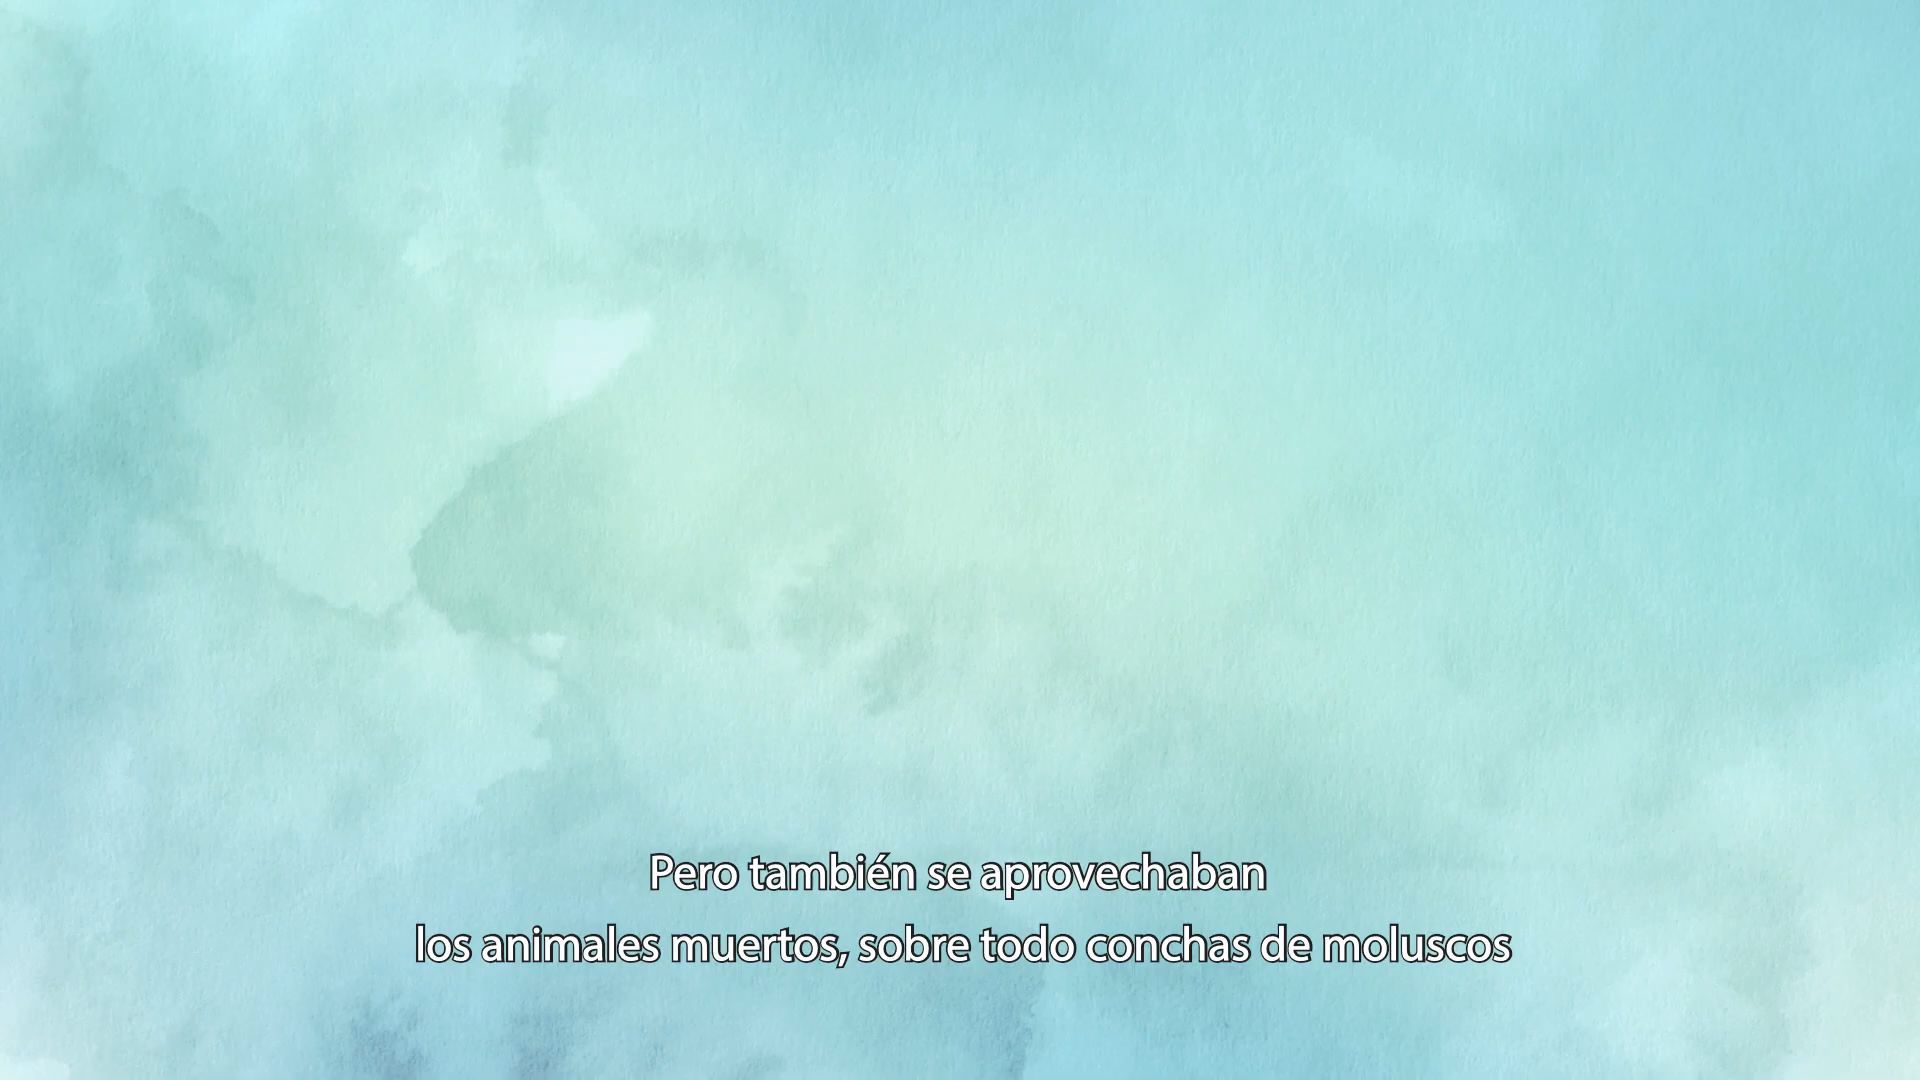 Pero también se aprovechaban
los animales muertos, sobre todo conchas de moluscos